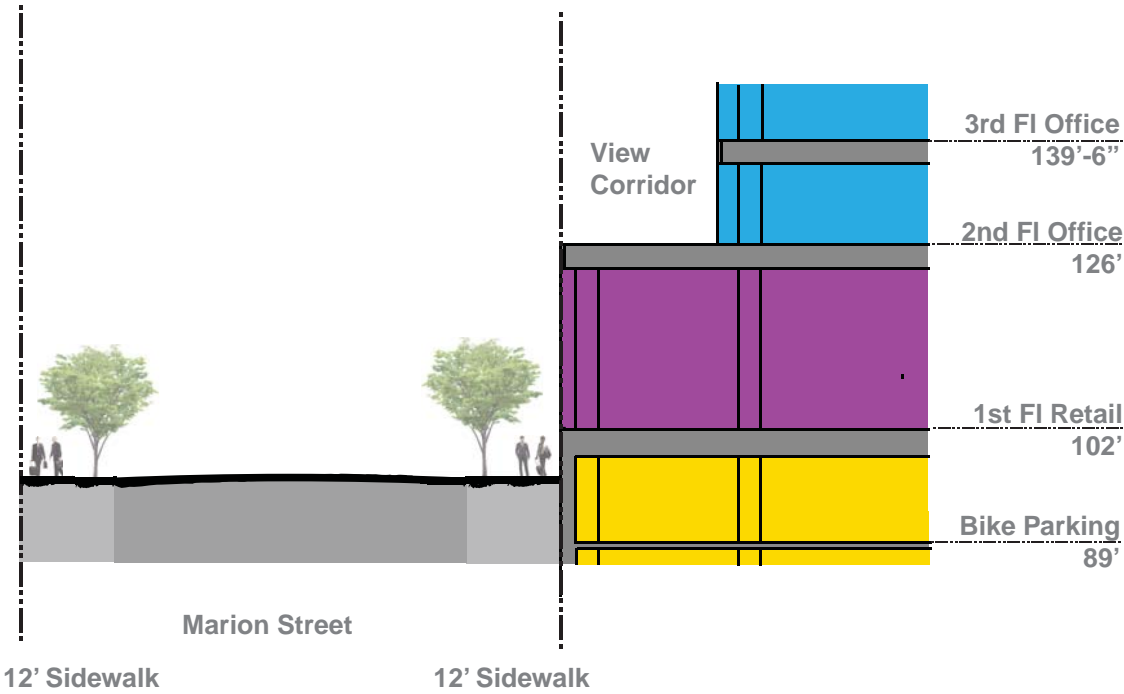 3rd Fl Office
139’-6”
View
Corridor
2nd Fl Office
126’
1st Fl Retail
102’
Bike Parking
89’
Marion Street
12’ Sidewalk
12’ Sidewalk